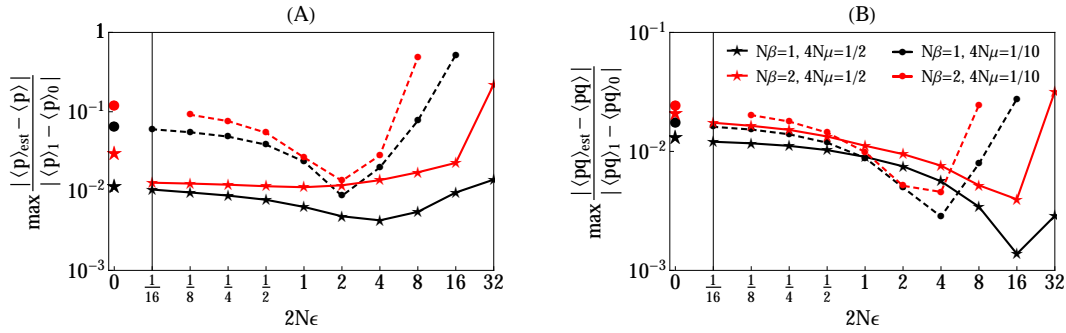 (A)
max |⟨p⟩est − ⟨p⟩| / |⟨p⟩1 − ⟨p⟩0|
1
10⁻¹
10⁻²
10⁻³
0 1/16 1/8 1/4 1/2 1 2 4 8 16 32
2Nϵ
(B)
max |⟨pq⟩est − ⟨pq⟩| / |⟨pq⟩1 − ⟨pq⟩0|
10⁻¹
10⁻²
10⁻³
Nβ=1, 4Nμ=1/2 Nβ=1, 4Nμ=1/10
Nβ=2, 4Nμ=1/2 Nβ=2, 4Nμ=1/10
0 1/16 1/8 1/4 1/2 1 2 4 8 16 32
2Nϵ